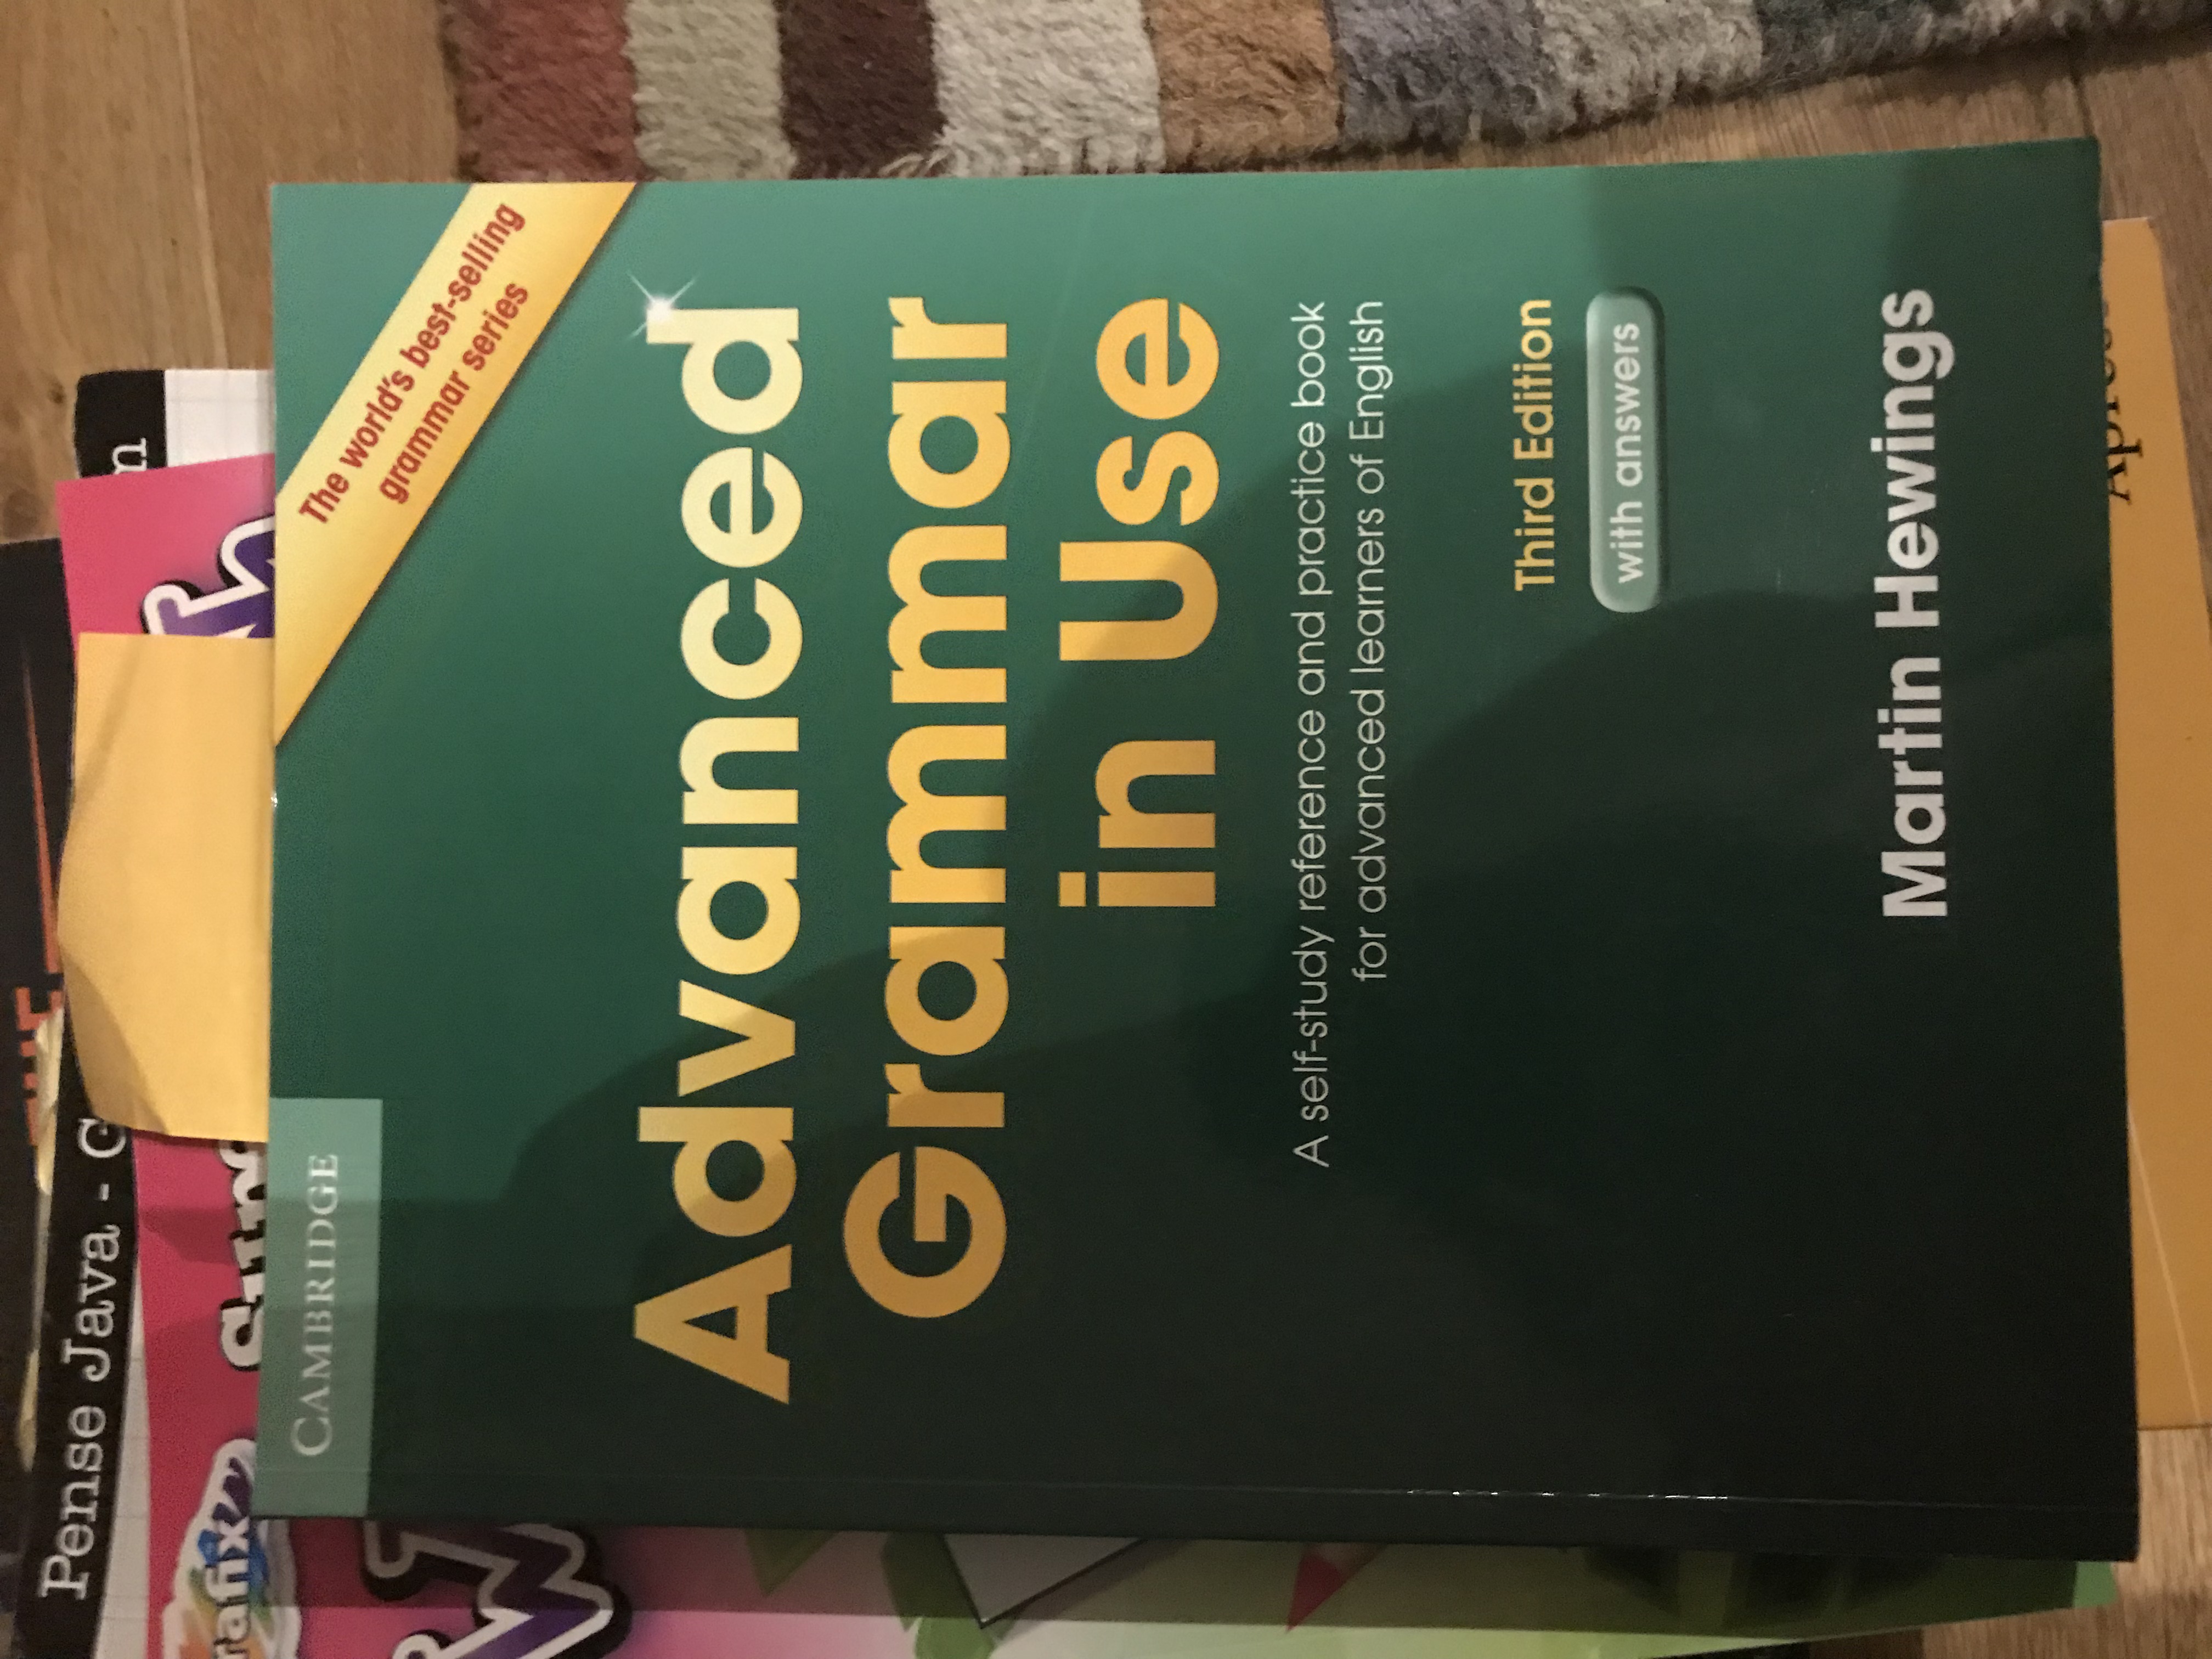 Pense Java - 
CAMBRIDGE
The world's best-selling
grammar series
Advanced
Grammar
in Use
A self-study reference and practice book
for advanced learners of English
Third Edition
with answers
Martin Hewings